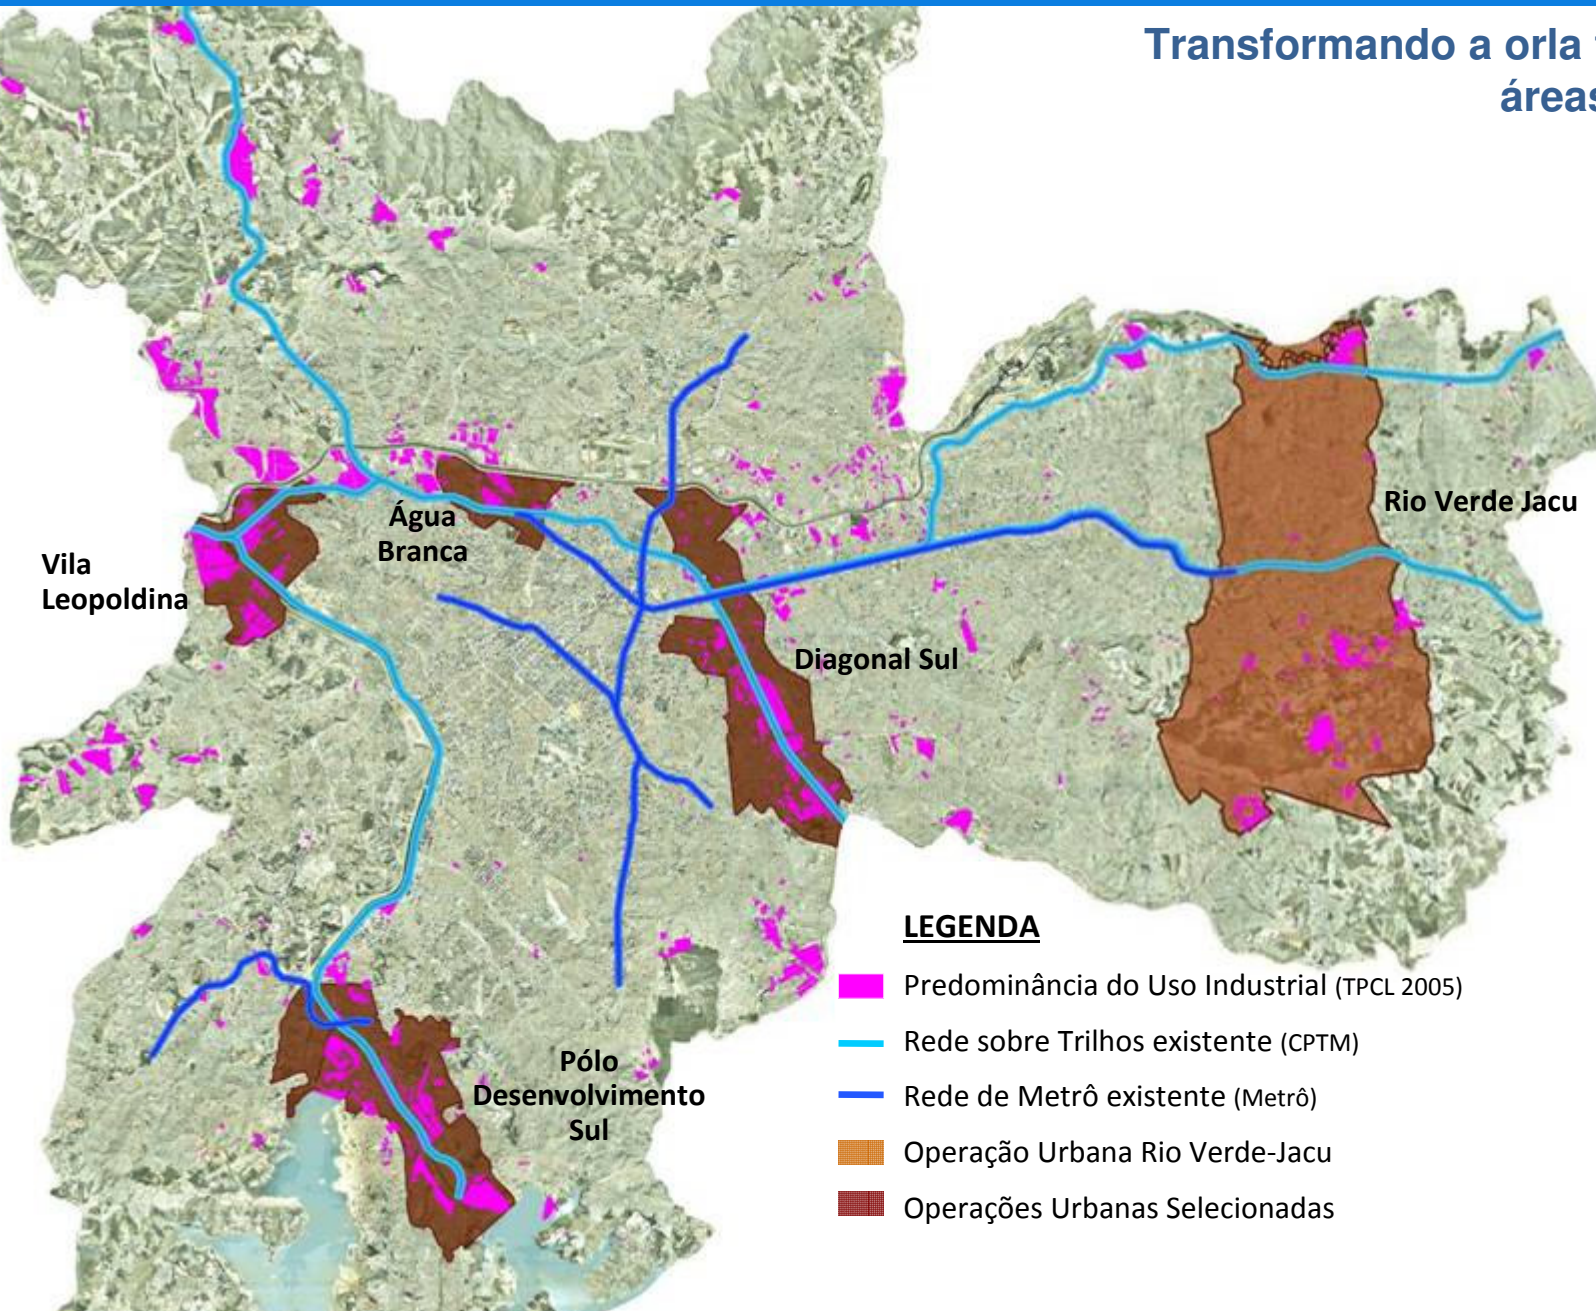 Transformando a orla
áreas
Rio Verde Jacu
Água
Branca
Vila
Leopoldina
Diagonal Sul
LEGENDA
Predominância do Uso Industrial (TPCL 2005)
Rede sobre Trilhos existente (CPTM)
Rede de Metrô existente (Metrô)
Operação Urbana Rio Verde-Jacu
Operações Urbanas Selecionadas
Pólo
Desenvolvimento
Sul